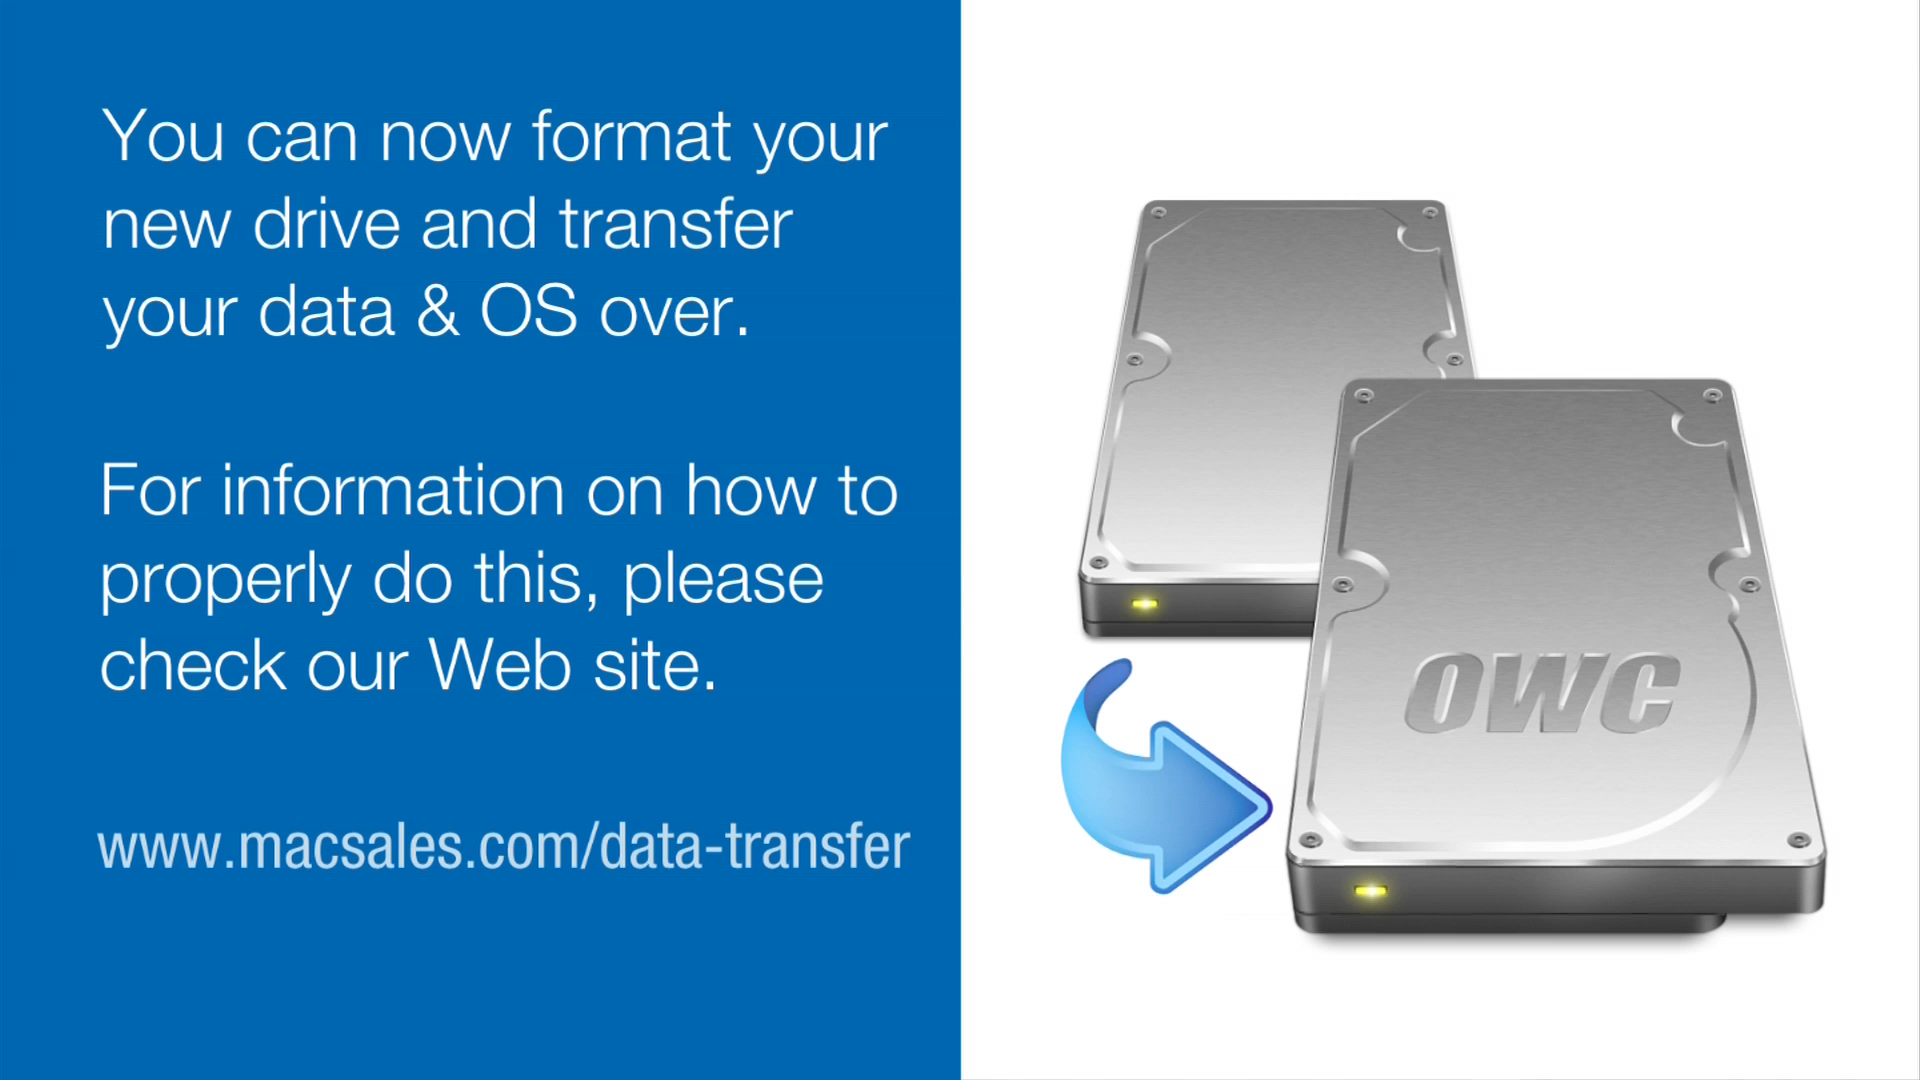 You can now format your
new drive and transfer
your data & OS over.
For information on how to
properly do this, please
check our Web site.
www.macsales.com/data-transfer
OWC